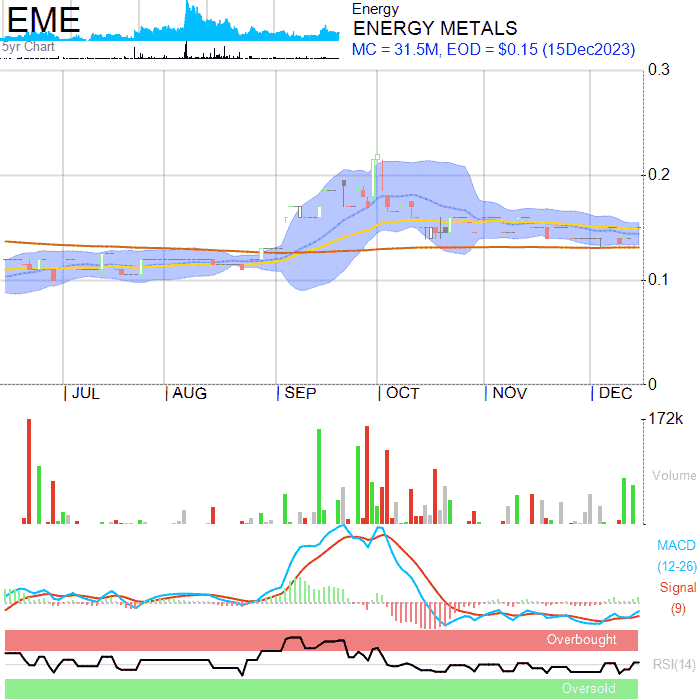 EME
Energy
ENERGY METALS
5yr Chart
MC = 31.5M, EOD = $0.15 (15Dec2023)
0.3
0.2
0.1
0
JUL AUG SEP OCT NOV DEC
172k
Volume
MACD
(12-26)
Signal
(9)
Overbought
RSI(14)
Oversold